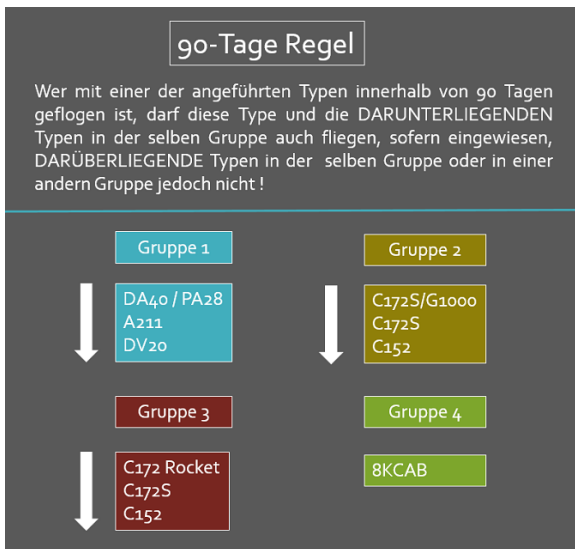 90-Tage Regel
Wer mit einer der angeführten Typen innerhalb von 90 Tagen
geflogen ist, darf diese Type und die DARUNTERLIEGENDEN
Typen in der selben Gruppe auch fliegen, sofern eingewiesen,
DARÜBERLIEGENDE Typen in der selben Gruppe oder in einer
andern Gruppe jedoch nicht !
Gruppe 1
DA40 / PA28
A211
DV20
Gruppe 2
C172S/G1000
C172S
C152
Gruppe 3
C172 Rocket
C172S
C152
Gruppe 4
8KCAB